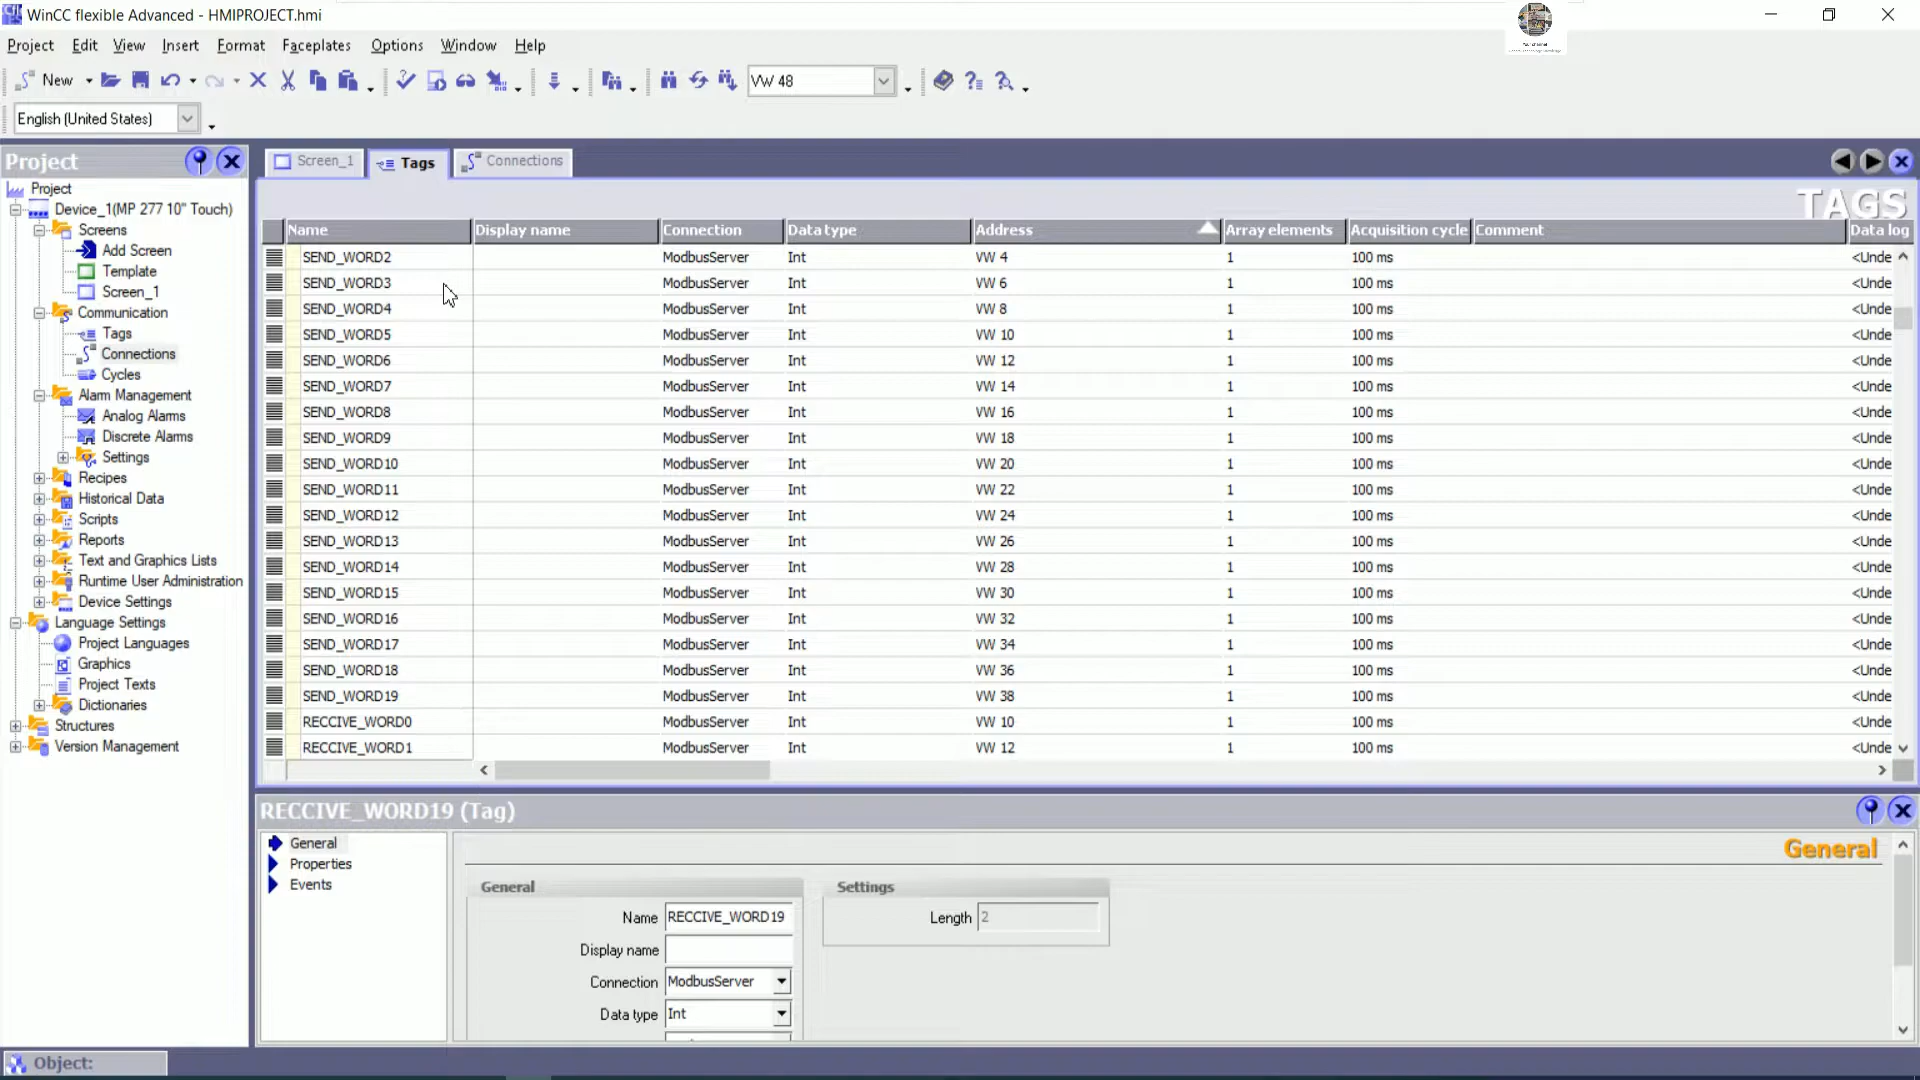 WinCC flexible Advanced - HMIPROJECT.hmi
Project Edit View Insert Format Faceplates Options Window Help
New VW 48
English (United States)
Project
Project
Device_1(MP 277 10" Touch)
Screens
Add Screen
Template
Screen_1
Communication
Tags
Connections
Cycles
Alarm Management
Analog Alarms
Discrete Alarms
Settings
Recipes
Historical Data
Scripts
Reports
Text and Graphics Lists
Runtime User Administration
Device Settings
Language Settings
Project Languages
Graphics
Project Texts
Dictionaries
Structures
Version Management
Screen_1 Tags Connections
TAGS
Name Display name Connection Data type Address Array elements Acquisition cycle Comment Data log
SEND_WORD2 ModbusServer Int VW 4 1 100 ms <Unde
SEND_WORD3 ModbusServer Int VW 6 1 100 ms <Unde
SEND_WORD4 ModbusServer Int VW 8 1 100 ms <Unde
SEND_WORD5 ModbusServer Int VW 10 1 100 ms <Unde
SEND_WORD6 ModbusServer Int VW 12 1 100 ms <Unde
SEND_WORD7 ModbusServer Int VW 14 1 100 ms <Unde
SEND_WORD8 ModbusServer Int VW 16 1 100 ms <Unde
SEND_WORD9 ModbusServer Int VW 18 1 100 ms <Unde
SEND_WORD10 ModbusServer Int VW 20 1 100 ms <Unde
SEND_WORD11 ModbusServer Int VW 22 1 100 ms <Unde
SEND_WORD12 ModbusServer Int VW 24 1 100 ms <Unde
SEND_WORD13 ModbusServer Int VW 26 1 100 ms <Unde
SEND_WORD14 ModbusServer Int VW 28 1 100 ms <Unde
SEND_WORD15 ModbusServer Int VW 30 1 100 ms <Unde
SEND_WORD16 ModbusServer Int VW 32 1 100 ms <Unde
SEND_WORD17 ModbusServer Int VW 34 1 100 ms <Unde
SEND_WORD18 ModbusServer Int VW 36 1 100 ms <Unde
SEND_WORD19 ModbusServer Int VW 38 1 100 ms <Unde
RECCIVE_WORD0 ModbusServer Int VW 10 1 100 ms <Unde
RECCIVE_WORD1 ModbusServer Int VW 12 1 100 ms <Unde
RECCIVE_WORD19 (Tag)
General
Properties
Events
General
General
Name RECCIVE_WORD19
Display name
Connection ModbusServer
Data type Int
Settings
Length 2
Object: